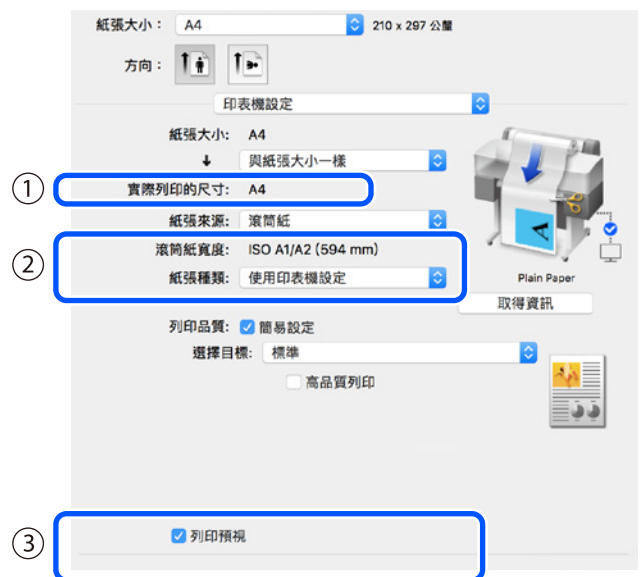 紙張大小： A4 210 x 297 公釐
方向：
印表機設定
紙張大小: A4
與紙張大小一樣
① 實際列印的尺寸: A4
紙張來源: 滾筒紙
② 滾筒紙寬度: ISO A1/A2 (594 mm)
紙張種類: 使用印表機設定
Plain Paper
取得資訊
列印品質: 簡易設定
選擇目標: 標準
高品質列印
③ 列印預視